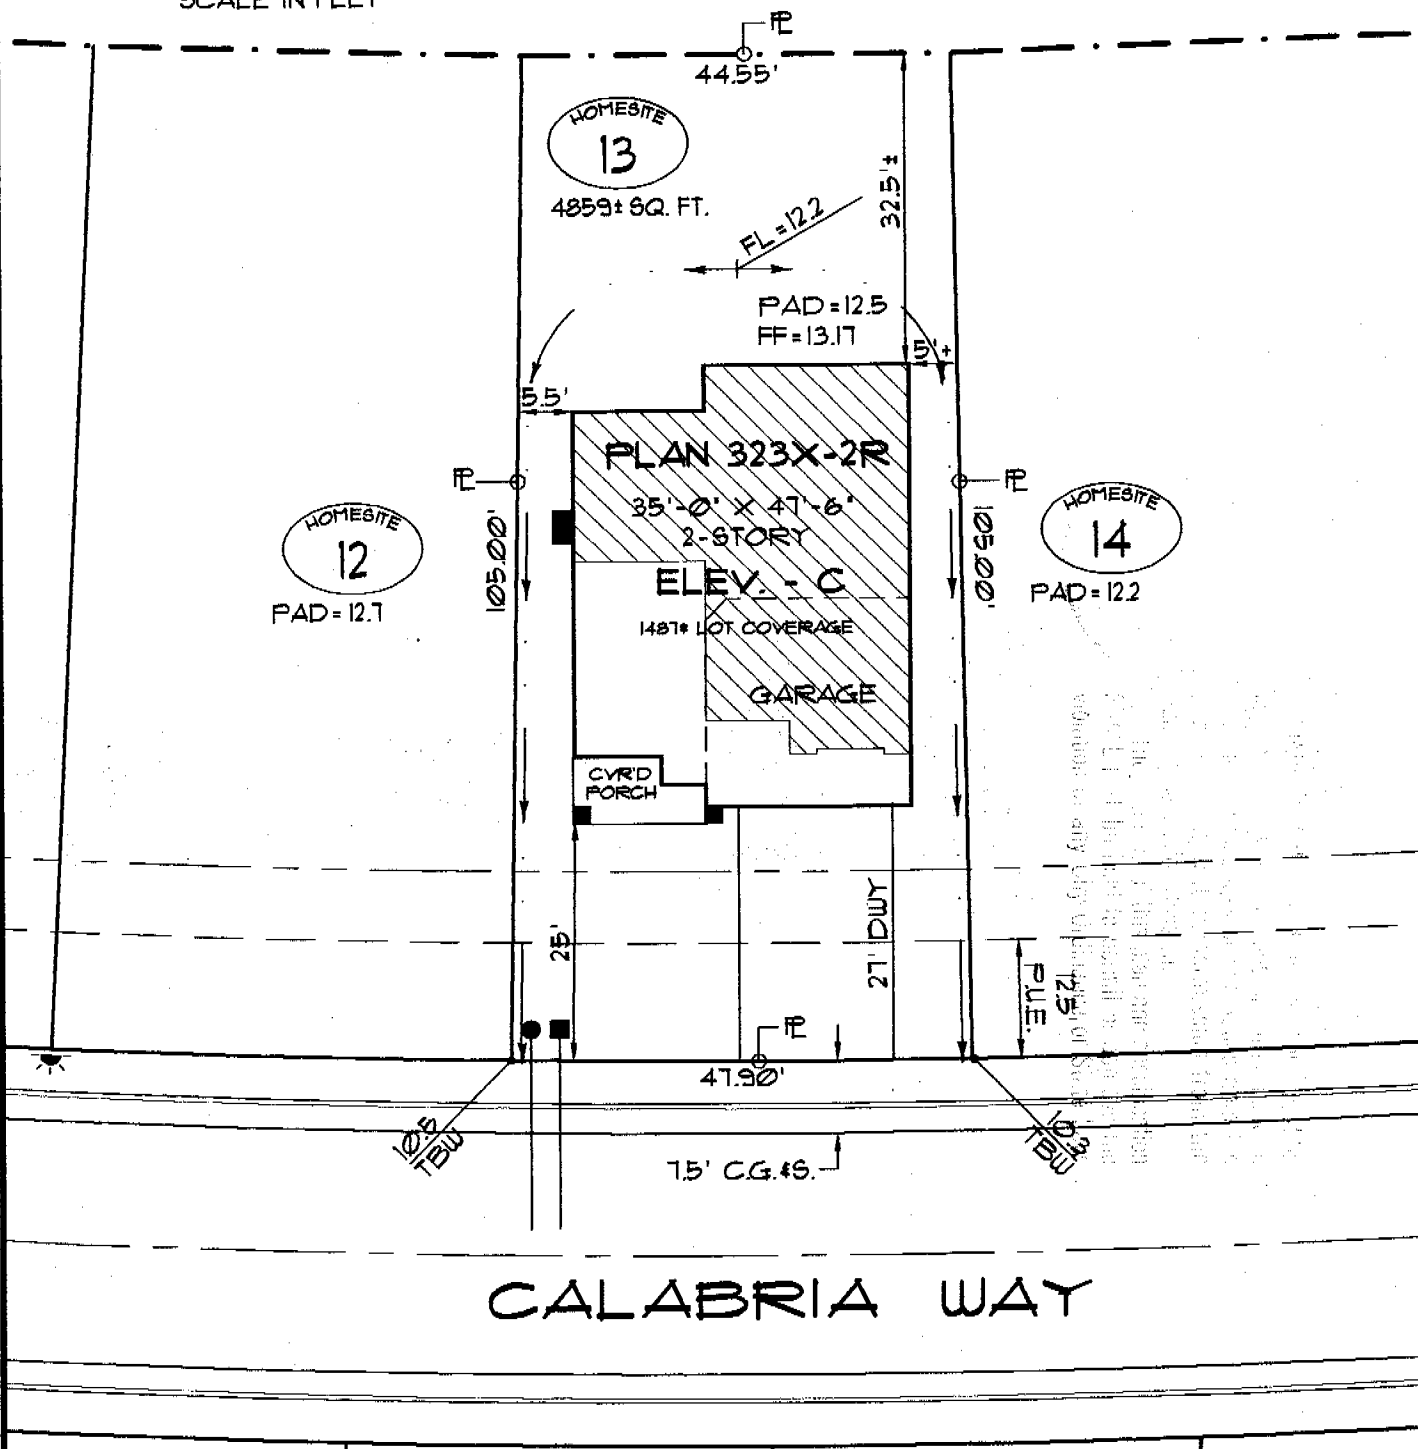 SCALE IN FEET
PL
44.55'
HOMESITE
13
4859± SQ. FT.
32.5'±
FL=12.2
PAD=12.5
FF=13.17
5'+
5.5'
PLAN 323X-2R
35'-0" X 47'-6"
2-STORY
ELEV. - C
1487# LOT COVERAGE
GARAGE
PL
PL
HOMESITE
12
PAD=12.7
105.00'
105.00'
HOMESITE
14
PAD=12.2
CVR'D
PORCH
25'
27' DWY
12.5
P.U.E.
PL
47.90'
10.5
TBW
10.3
TBW
7.5' C.G.&S.
CALABRIA WAY